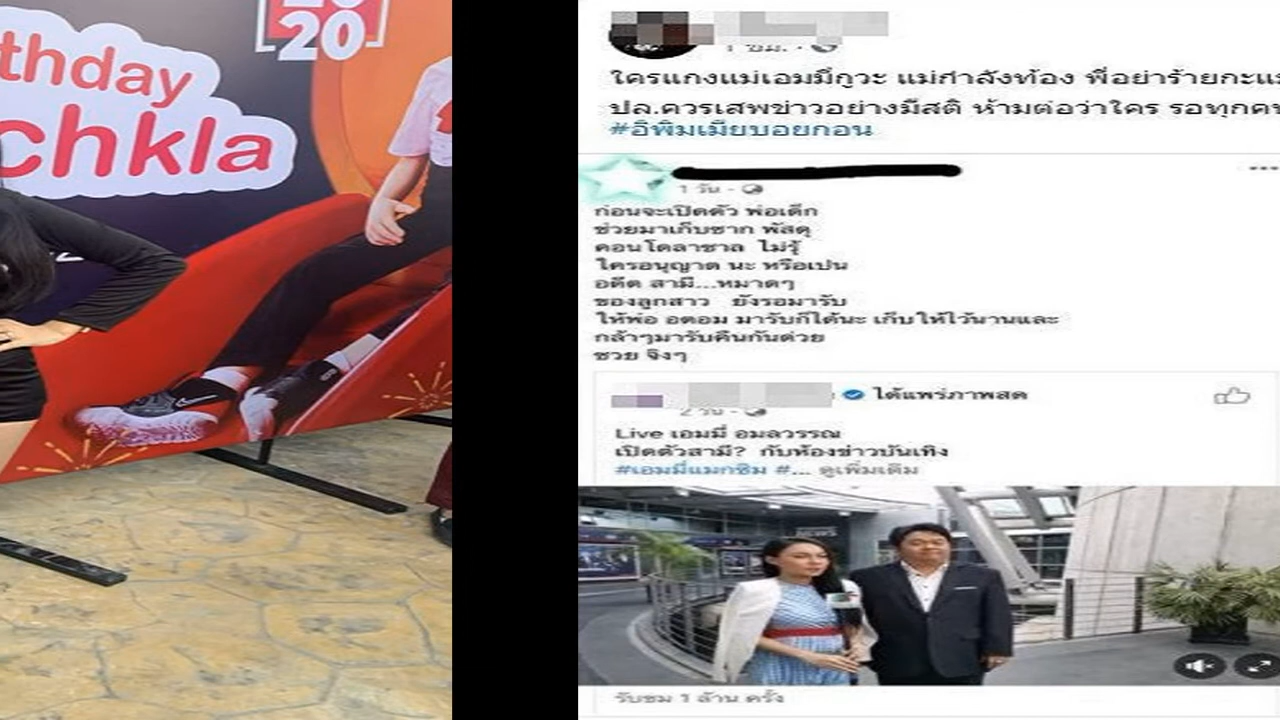 20
20
thday
chkla
1 ชม.
ใครแกงแม่เอมมี่กูวะ แม่กำลังท้อง พี่อย่าร้ายกะแม
ปล.ควรเสพข่าวอย่างมีสติ ห้ามต่อว่าใคร รอทุกค
#อิพิมเมียบอยกอน
1 วัน
ก่อนจะเปิดตัว พ่อเด็ก
ช่วยมาเก็บซาก พัสดุ
คอนโดลาซาล ไม่รู้
ใครอนุญาต นะ หรือเปน
อดีต สามี...หมาดๆ
ของลูกสาว ยังรอมารับ
ให้พ่อ อตอม มารับก็ได้นะ เก็บให้ไว้นานและ
กล้าๆมารับคืนกันด่วย
ซวย จิงๆ
ได้แพร่ภาพสด
2 วัน
Live เอมมี่ อมลวรรณ
เปิดตัวสามี? กับห้องข่าวบันเทิง
#เอมมี่แมกซิม #... ดูเพิ่มเติม
รับชม 1 ล้าน ครั้ง